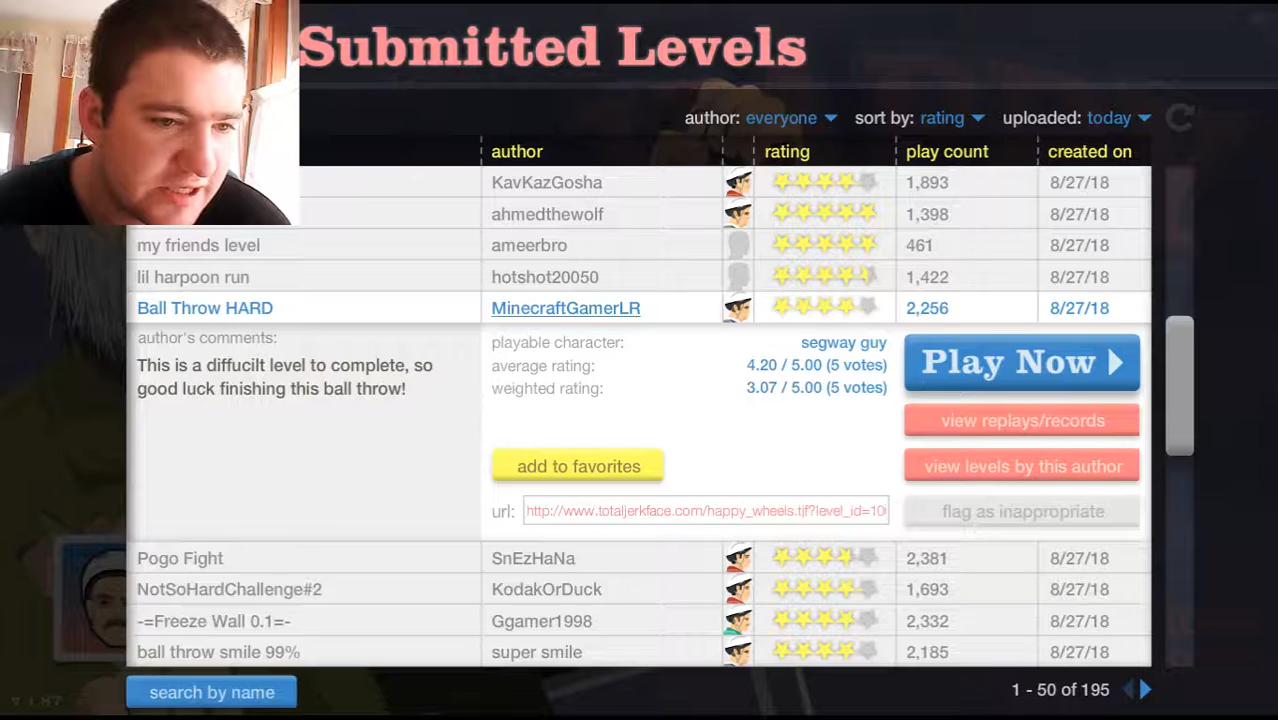 Submitted Levels
author: everyone sort by: rating uploaded: today
author rating play count created on
KavKazGosha 1,893 8/27/18
ahmedthewolf 1,398 8/27/18
my friends level ameerbro 461 8/27/18
lil harpoon run hotshot20050 1,422 8/27/18
Ball Throw HARD MinecraftGamerLR 2,256 8/27/18
author's comments:
This is a diffucilt level to complete, so
good luck finishing this ball throw!
playable character: segway guy
average rating: 4.20 / 5.00 (5 votes)
weighted rating: 3.07 / 5.00 (5 votes)
add to favorites
url: http://www.totaljerkface.com/happy_wheels.tjf?level_id=10
Play Now
view replays/records
view levels by this author
flag as inappropriate
Pogo Fight SnEzHaNa 2,381 8/27/18
NotSoHardChallenge#2 KodakOrDuck 1,693 8/27/18
-=Freeze Wall 0.1=- Ggamer1998 2,332 8/27/18
ball throw smile 99% super smile 2,185 8/27/18
search by name 1 - 50 of 195